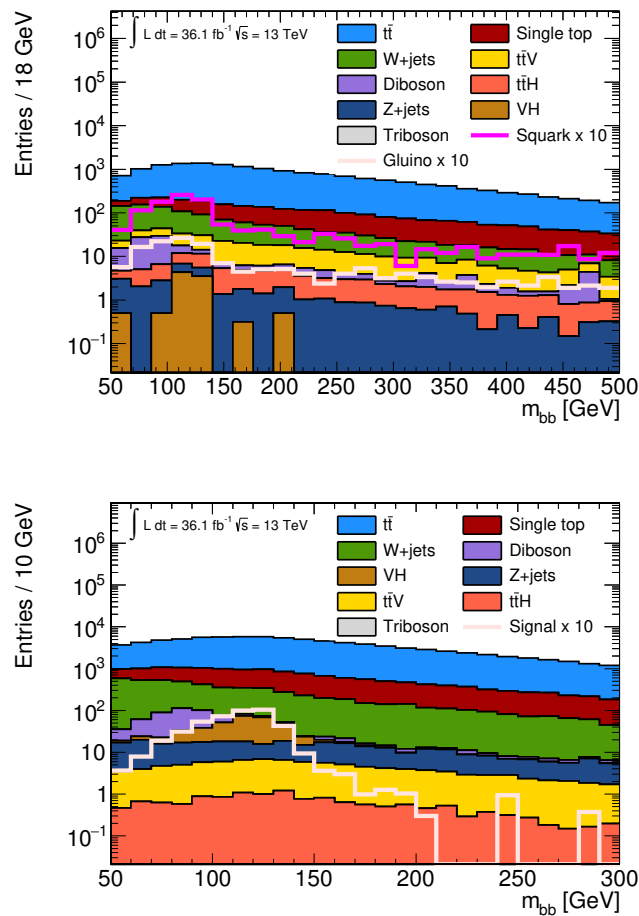 ∫ L dt = 36.1 fb⁻¹ √s = 13 TeV
tt̄
Single top
W+jets
tt̄V
Diboson
tt̄H
Z+jets
VH
Triboson
Squark x 10
Gluino x 10
Entries / 18 GeV
10⁶
10⁵
10⁴
10³
10²
10
1
10⁻¹
50 100 150 200 250 300 350 400 450 500
m_bb [GeV]
∫ L dt = 36.1 fb⁻¹ √s = 13 TeV
tt̄
Single top
W+jets
Diboson
VH
Z+jets
tt̄V
tt̄H
Triboson
Signal x 10
Entries / 10 GeV
10⁶
10⁵
10⁴
10³
10²
10
1
10⁻¹
50 100 150 200 250 300
m_bb [GeV]